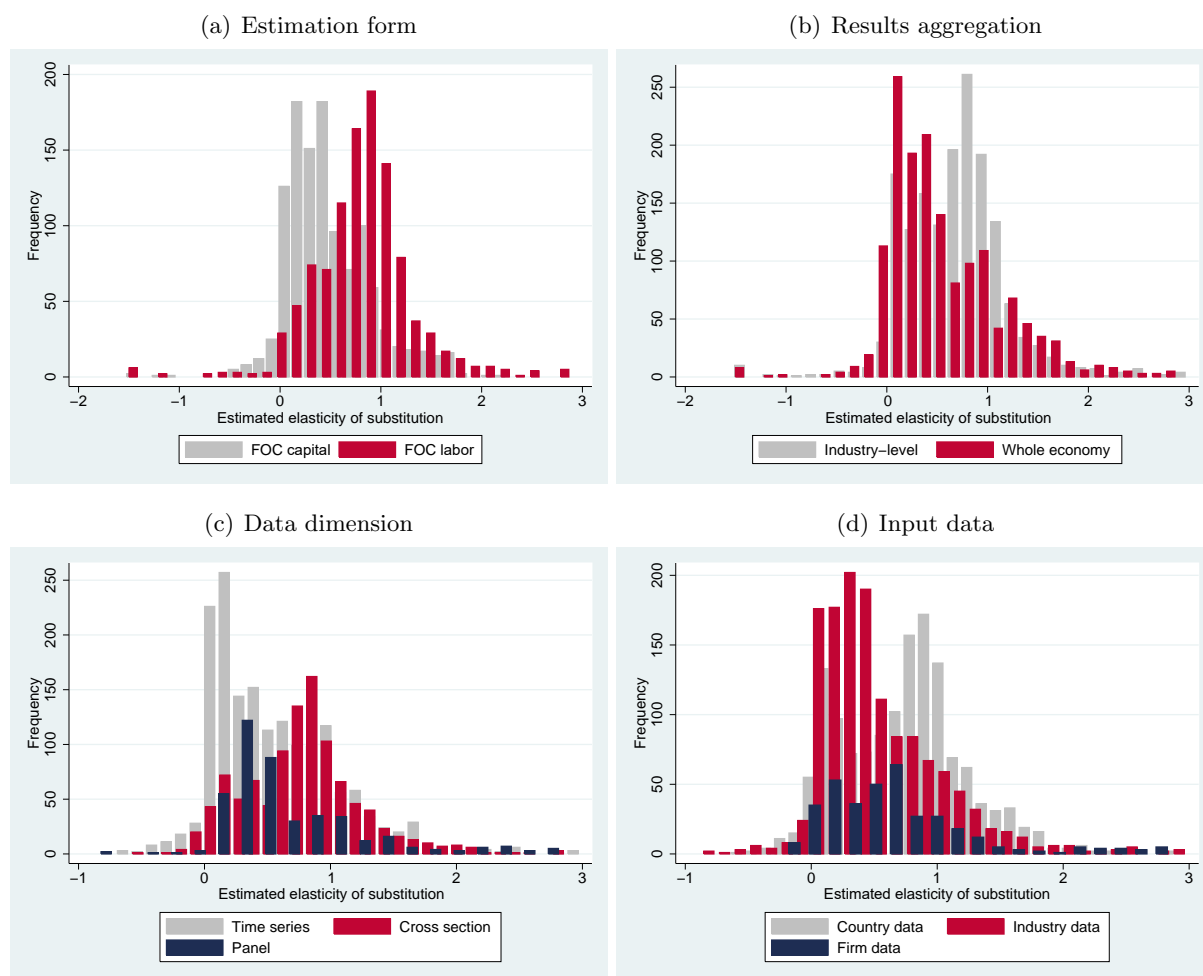 (a) Estimation form
(b) Results aggregation
Frequency
0
50
100
150
200
−2
−1
0
1
2
3
Estimated elasticity of substitution
FOC capital
FOC labor
Frequency
0
50
100
150
200
250
−2
−1
0
1
2
3
Estimated elasticity of substitution
Industry−level
Whole economy
(c) Data dimension
(d) Input data
Frequency
0
50
100
150
200
250
−1
0
1
2
3
Estimated elasticity of substitution
Time series
Cross section
Panel
Frequency
0
50
100
150
200
−1
0
1
2
3
Estimated elasticity of substitution
Country data
Industry data
Firm data